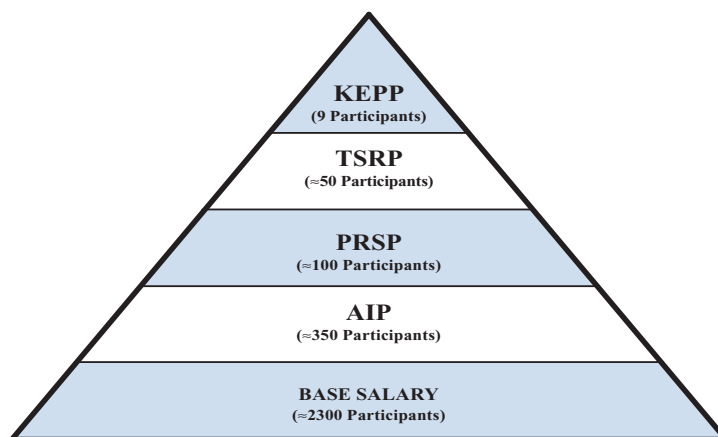 KEPP
(9 Participants)
TSRP
(≈50 Participants)
PRSP
(≈100 Participants)
AIP
(≈350 Participants)
BASE SALARY
(≈2300 Participants)